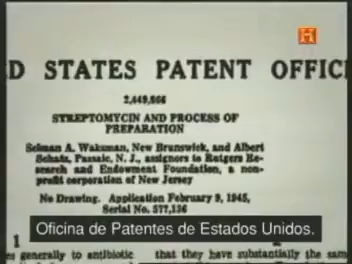 H
D STATES PATENT OFFIC
2,449,866
STREPTOMYCIN AND PROCESS OF
PREPARATION
Selman A. Waksman, New Brunswick, and Albert
Schatz, Passaic, N. J., assignors to Rutgers Re-
search and Endowment Foundation, a non-
profit corporation of New Jersey
No Drawing. Application February 9, 1945,
Serial No. 577,136
1
Oficina de Patentes de Estados Unidos.
es generally to antibiotic that they have substantially the sam